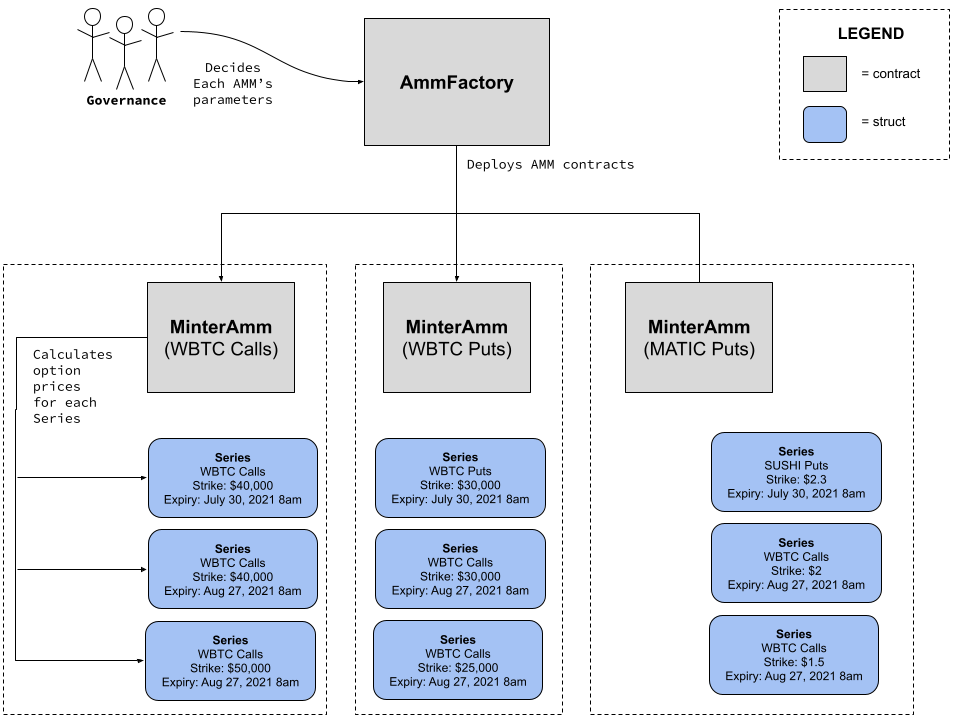 Governance
Decides
Each AMM's
parameters
AmmFactory
LEGEND
= contract
= struct
Deploys AMM contracts
MinterAmm
(WBTC Calls)
Calculates
option
prices
for each
Series
Series
WBTC Calls
Strike: $40,000
Expiry: July 30, 2021 8am
Series
WBTC Calls
Strike: $40,000
Expiry: Aug 27, 2021 8am
Series
WBTC Calls
Strike: $50,000
Expiry: Aug 27, 2021 8am
MinterAmm
(WBTC Puts)
Series
WBTC Puts
Strike: $30,000
Expiry: July 30, 2021 8am
Series
WBTC Calls
Strike: $30,000
Expiry: Aug 27, 2021 8am
Series
WBTC Calls
Strike: $25,000
Expiry: Aug 27, 2021 8am
MinterAmm
(MATIC Puts)
Series
SUSHI Puts
Strike: $2.3
Expiry: July 30, 2021 8am
Series
WBTC Calls
Strike: $2
Expiry: Aug 27, 2021 8am
Series
WBTC Calls
Strike: $1.5
Expiry: Aug 27, 2021 8am